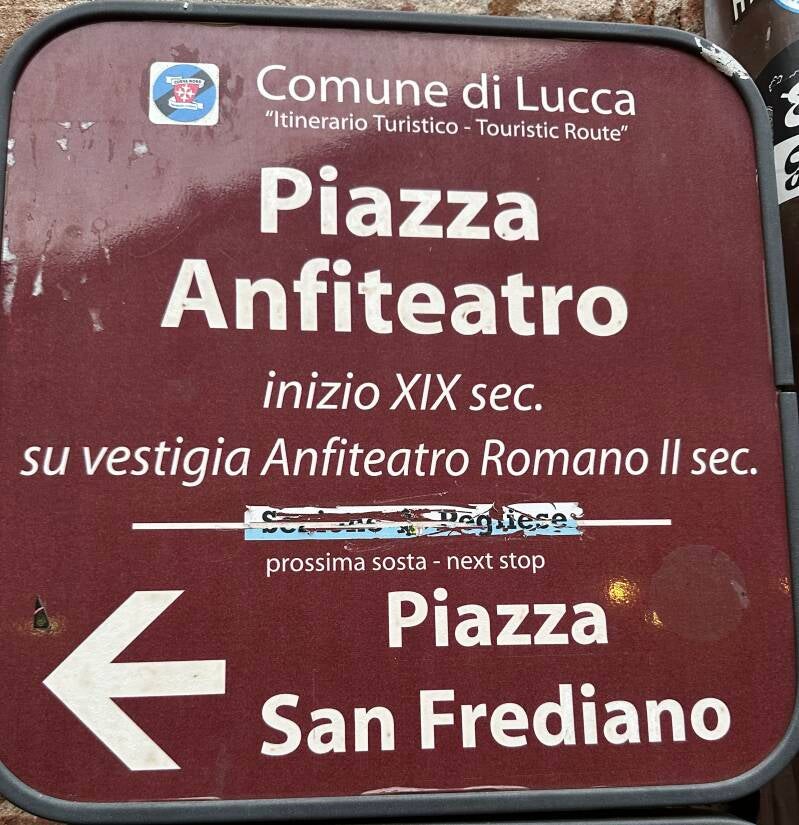 Comune di Lucca
"Itinerario Turistico - Touristic Route"
Piazza
Anfiteatro
inizio XIX sec.
su vestigia Anfiteatro Romano II sec.
prossima sosta - next stop
Piazza
San Frediano